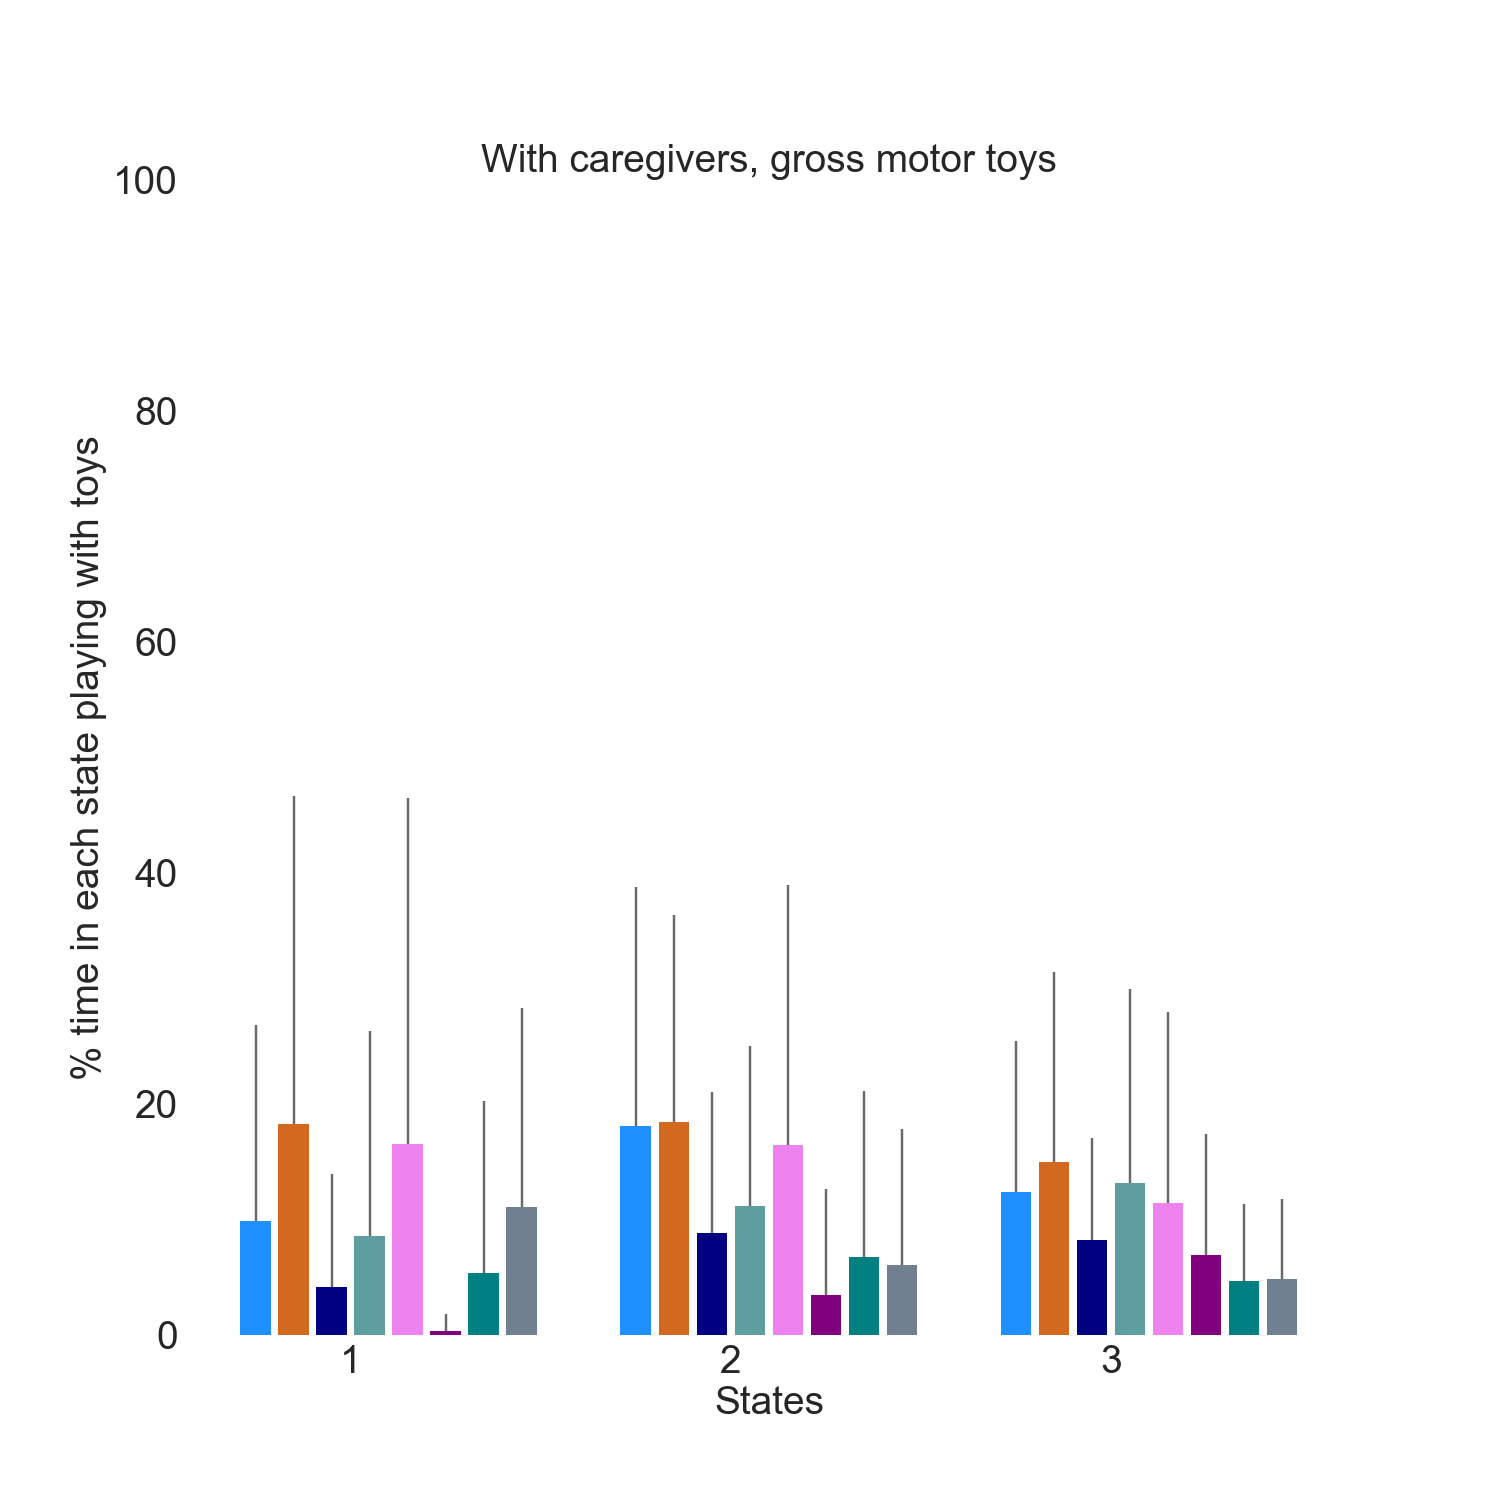 With caregivers, gross motor toys
100
80
60
40
20
0
% time in each state playing with toys
1 2 3
States